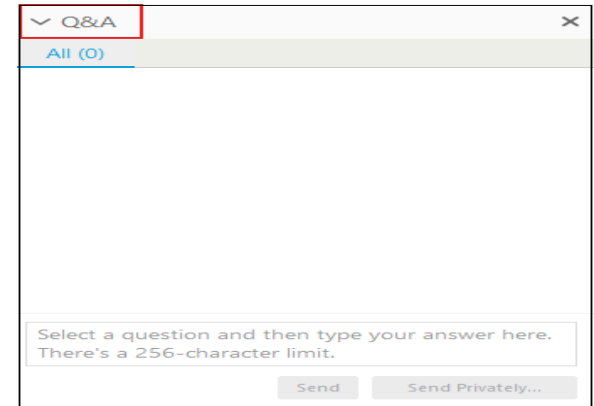 Q&A
All (0)
Select a question and then type your answer here.
There's a 256-character limit.
Send Send Privately...